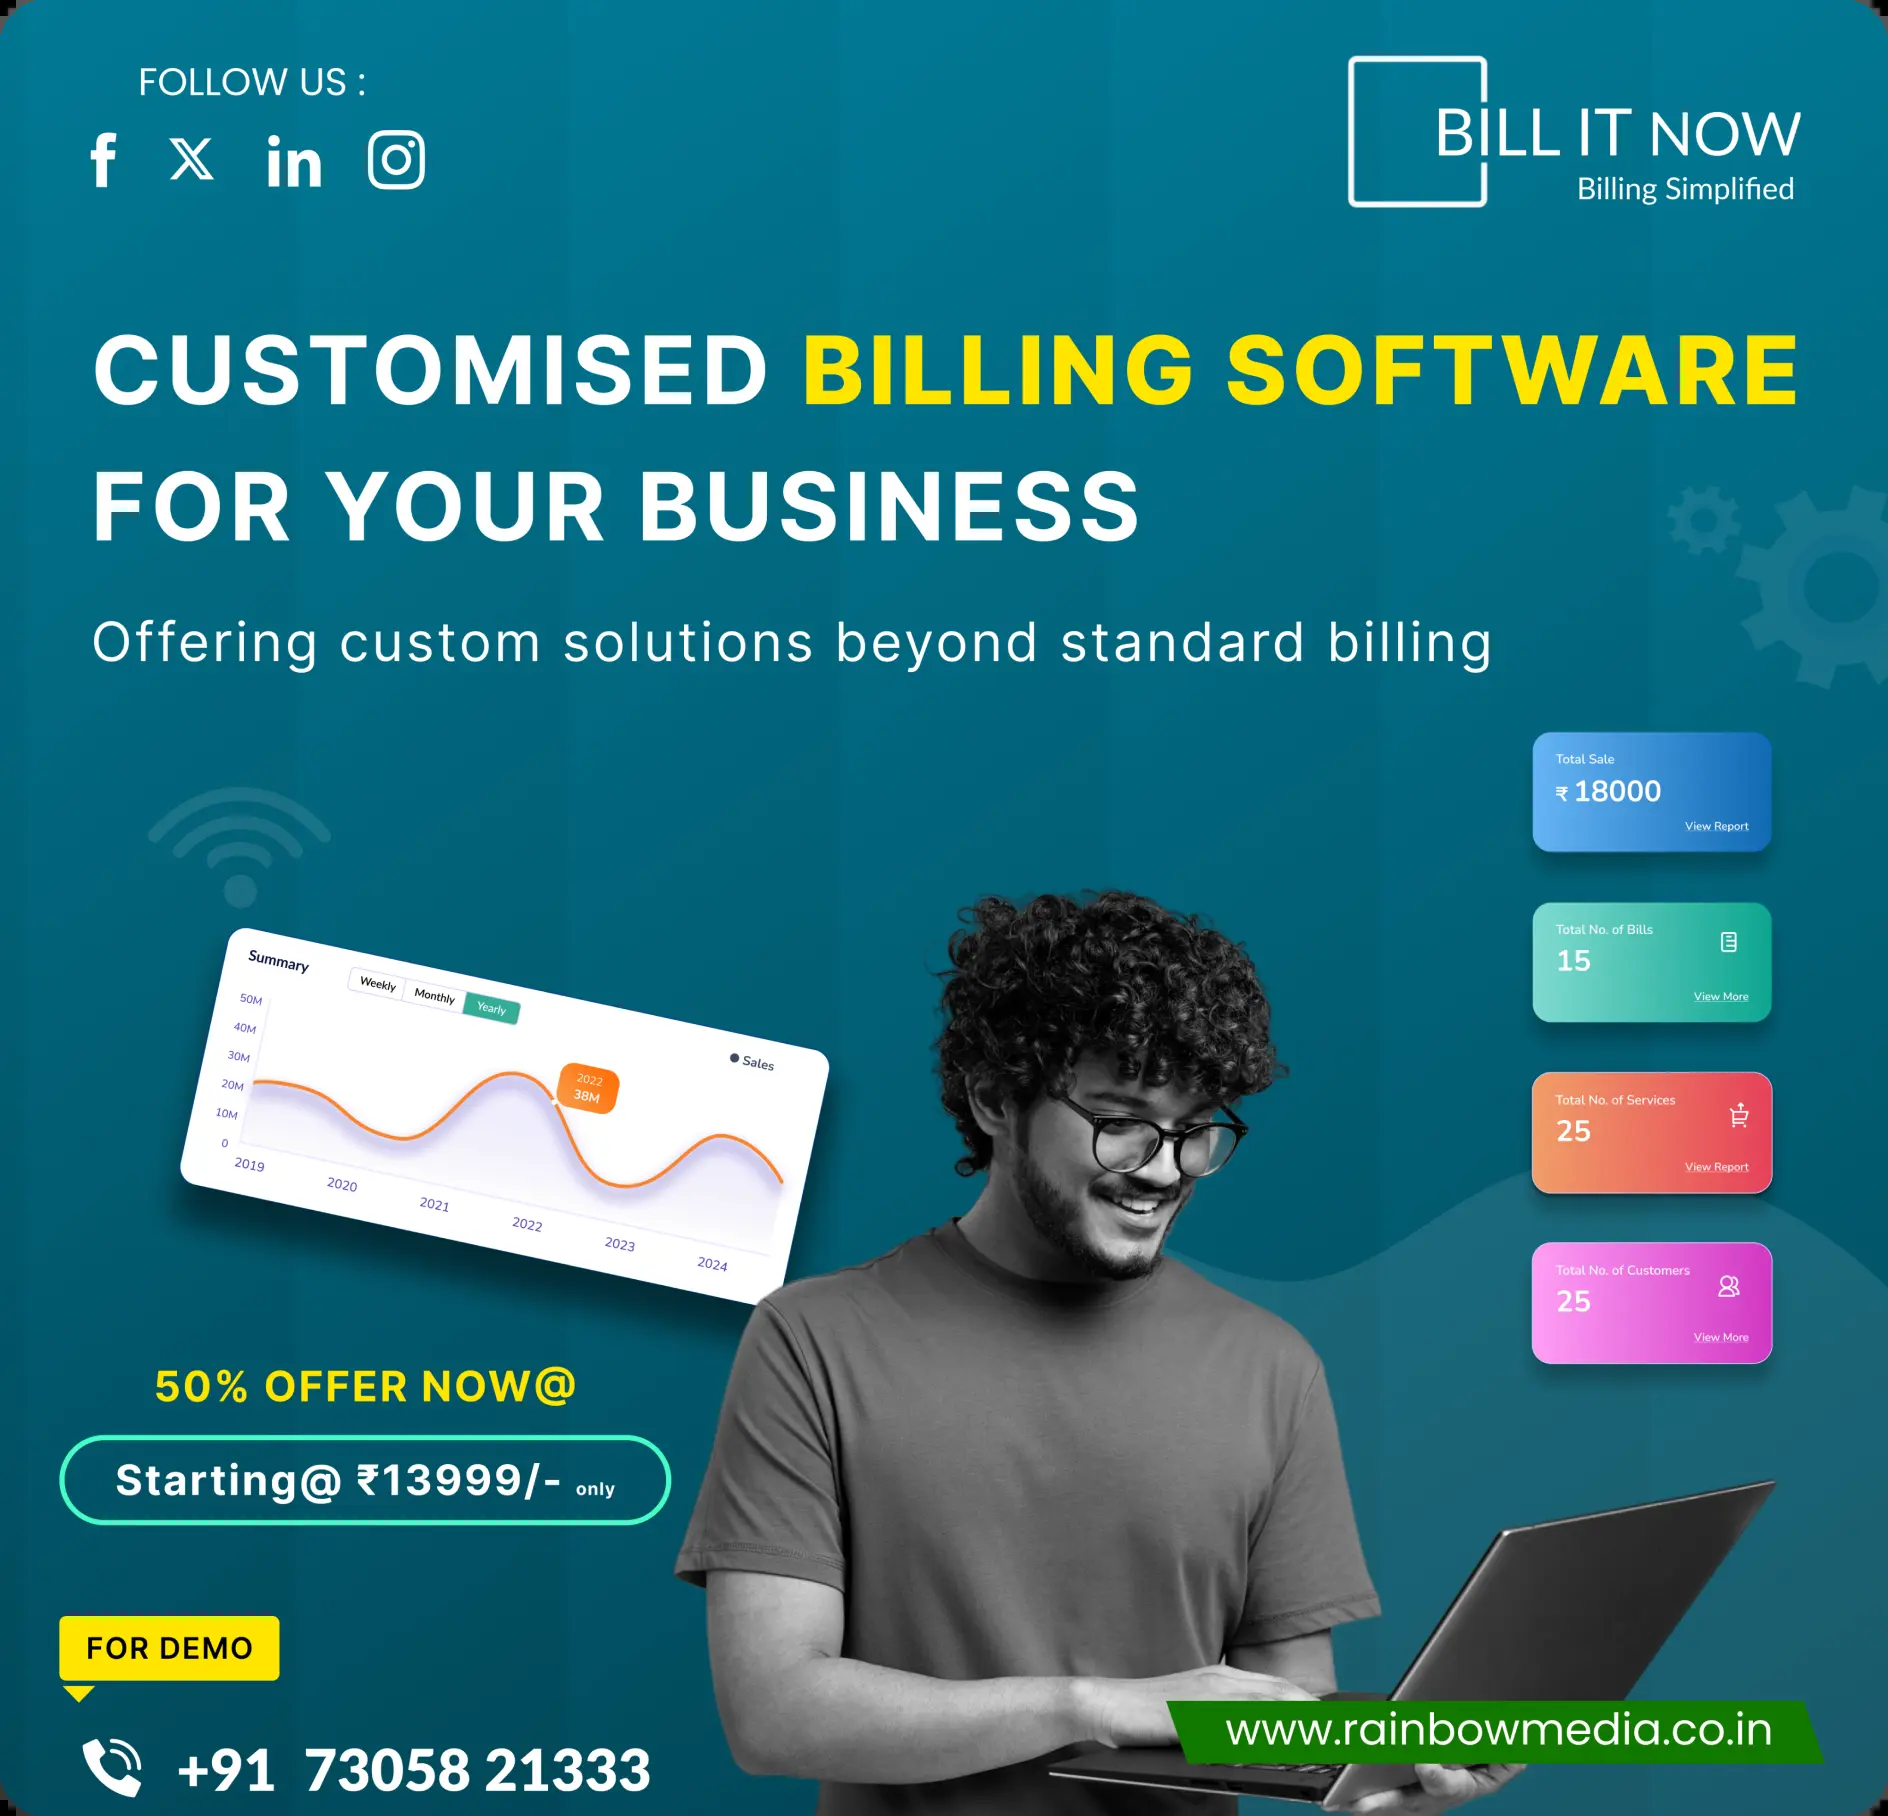 FOLLOW US :
BILL IT NOW
Billing Simplified
CUSTOMISED BILLING SOFTWARE
FOR YOUR BUSINESS
Offering custom solutions beyond standard billing
Total Sale
₹ 18000
View Report
Total No. of Bills
15
View More
Total No. of Services
25
View Report
Total No. of Customers
25
View More
Summary
Weekly Monthly Yearly
Sales
50M
40M
30M
20M
10M
0
2022
38M
2019 2020 2021 2022 2023 2024
50% OFFER NOW@
Starting@ ₹13999/- only
FOR DEMO
+91 73058 21333
www.rainbowmedia.co.in